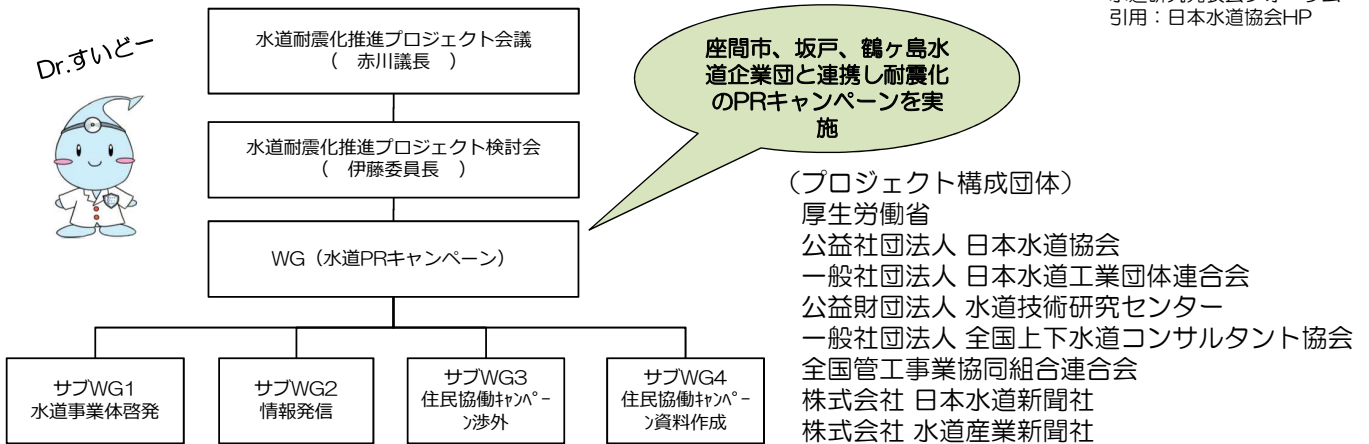 引用：日本水道協会HP
Dr.すいどー
水道耐震化推進プロジェクト会議
（　赤川議長　）
座間市、坂戸、鶴ヶ島水
道企業団と連携し耐震化
のPRキャンペーンを実
施
水道耐震化推進プロジェクト検討会
（　伊藤委員長　）
WG（水道PRキャンペーン）
サブWG1
水道事業体啓発
サブWG2
情報発信
サブWG3
住民協働ｷｬﾝﾍﾟｰ
ﾝ渉外
サブWG4
住民協働ｷｬﾝﾍﾟｰ
ﾝ資料作成
（プロジェクト構成団体）
厚生労働省
公益社団法人 日本水道協会
一般社団法人 日本水道工業団体連合会
公益財団法人 水道技術研究センター
一般社団法人 全国上下水道コンサルタント協会
全国管工事業協同組合連合会
株式会社 日本水道新聞社
株式会社 水道産業新聞社